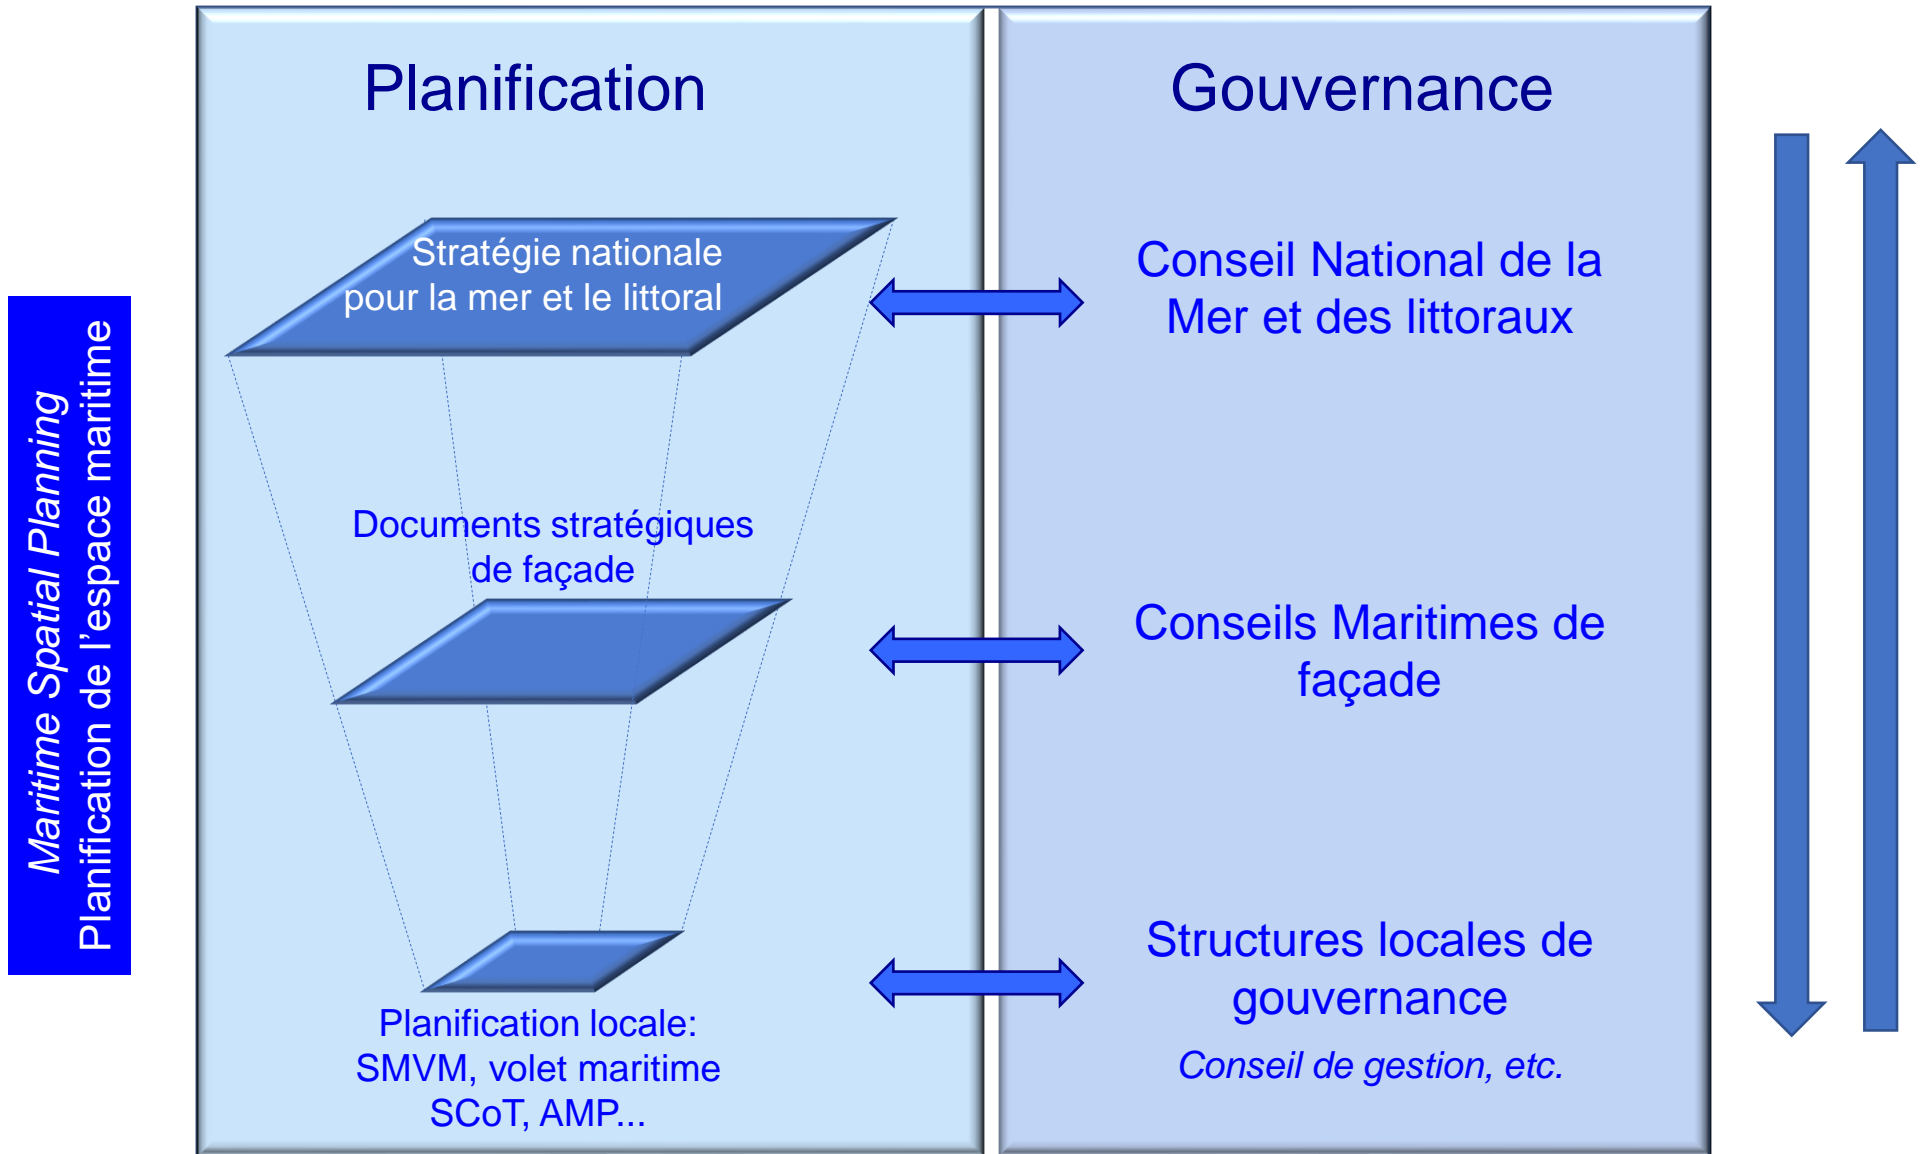 Maritime Spatial Planning
Planification de l'espace maritime
Planification
Stratégie nationale
pour la mer et le littoral
Documents stratégiques
de façade
Planification locale:
SMVM, volet maritime
SCoT, AMP...
Gouvernance
Conseil National de la
Mer et des littoraux
Conseils Maritimes de
façade
Structures locales de
gouvernance
Conseil de gestion, etc.